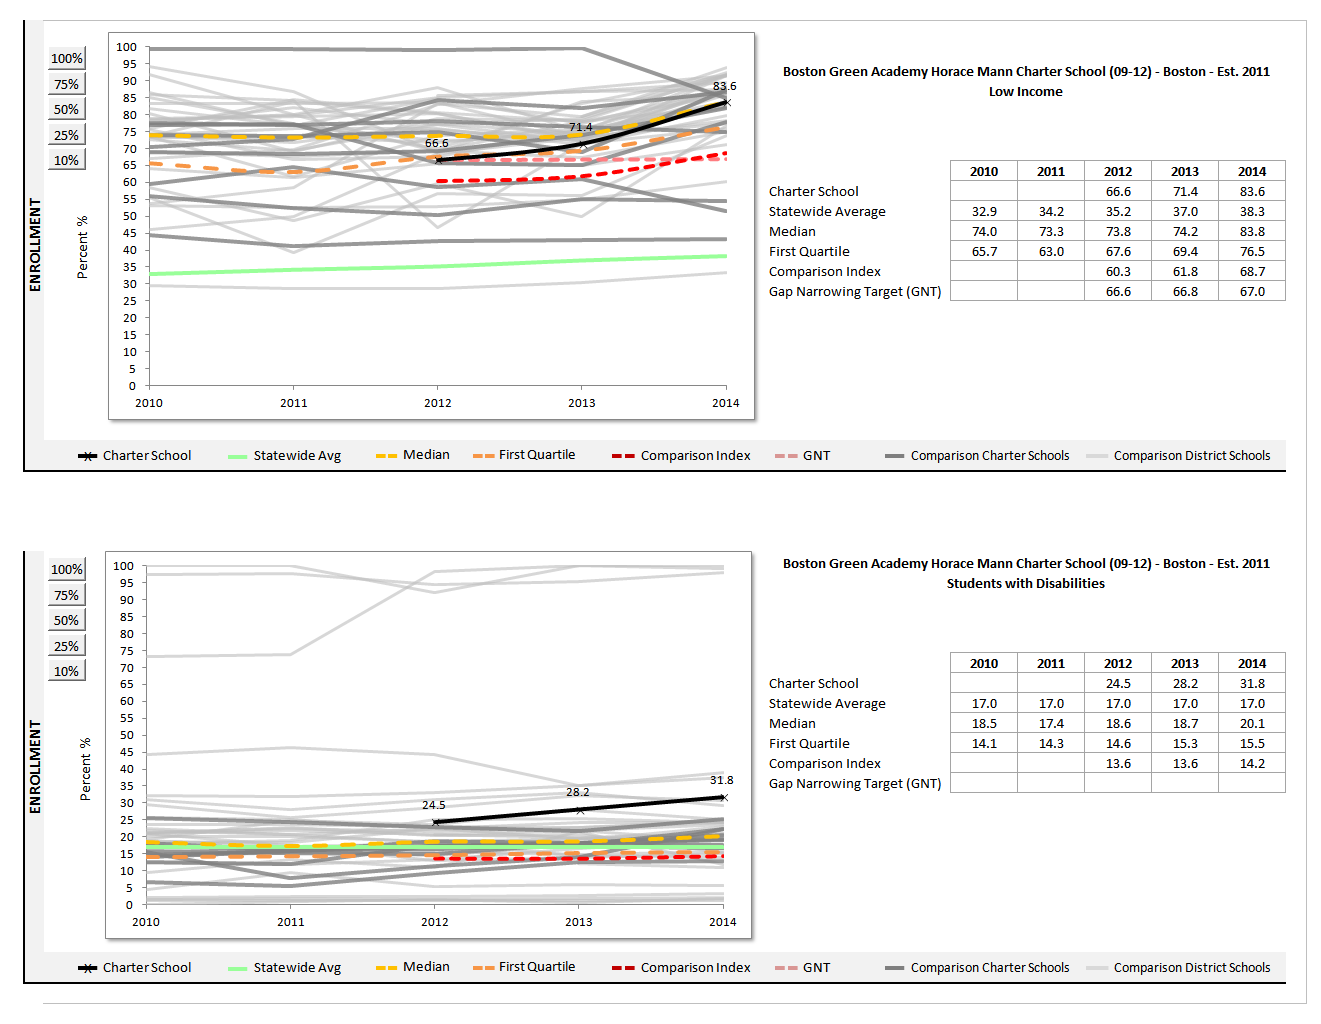 Boston Green Academy Horace Mann Charter School (09-12) - Boston - Est. 2011
Low Income
100%
75%
50%
25%
10%
ENROLLMENT
Percent %
100
95
90
85
80
75
70
65
60
55
50
45
40
35
30
25
20
15
10
5
0
2010 2011 2012 2013 2014
66.6
71.4
83.6
2010 2011 2012 2013 2014
Charter School 66.6 71.4 83.6
Statewide Average 32.9 34.2 35.2 37.0 38.3
Median 74.0 73.3 73.8 74.2 83.8
First Quartile 65.7 63.0 67.6 69.4 76.5
Comparison Index 60.3 61.8 68.7
Gap Narrowing Target (GNT) 66.6 66.8 67.0
Charter School Statewide Avg Median First Quartile Comparison Index GNT Comparison Charter Schools Comparison District Schools
Boston Green Academy Horace Mann Charter School (09-12) - Boston - Est. 2011
Students with Disabilities
100%
75%
50%
25%
10%
ENROLLMENT
Percent %
100
95
90
85
80
75
70
65
60
55
50
45
40
35
30
25
20
15
10
5
0
2010 2011 2012 2013 2014
24.5
28.2
31.8
2010 2011 2012 2013 2014
Charter School 24.5 28.2 31.8
Statewide Average 17.0 17.0 17.0 17.0 17.0
Median 18.5 17.4 18.6 18.7 20.1
First Quartile 14.1 14.3 14.6 15.3 15.5
Comparison Index 13.6 13.6 14.2
Gap Narrowing Target (GNT)
Charter School Statewide Avg Median First Quartile Comparison Index GNT Comparison Charter Schools Comparison District Schools